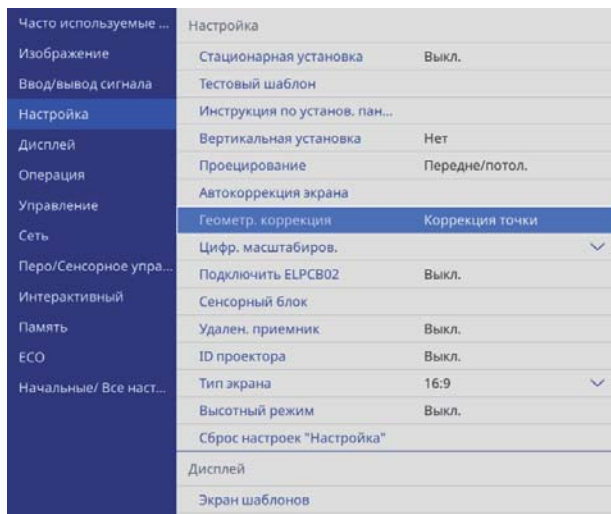 Часто используемые ...
Изображение
Ввод/вывод сигнала
Настройка
Дисплей
Операция
Управление
Сеть
Перо/Сенсорное упра...
Интерактивный
Память
ECO
Начальные/ Все наст...
Настройка
Стационарная установка Выкл.
Тестовый шаблон
Инструкция по установ. пан...
Вертикальная установка Нет
Проецирование Передне/потол.
Автокоррекция экрана
Геометр. коррекция Коррекция точки
Цифр. масштабиров.
Подключить ELPCB02 Выкл.
Сенсорный блок
Удален. приемник Выкл.
ID проектора Выкл.
Тип экрана 16:9
Высотный режим Выкл.
Сброс настроек "Настройка"
Дисплей
Экран шаблонов